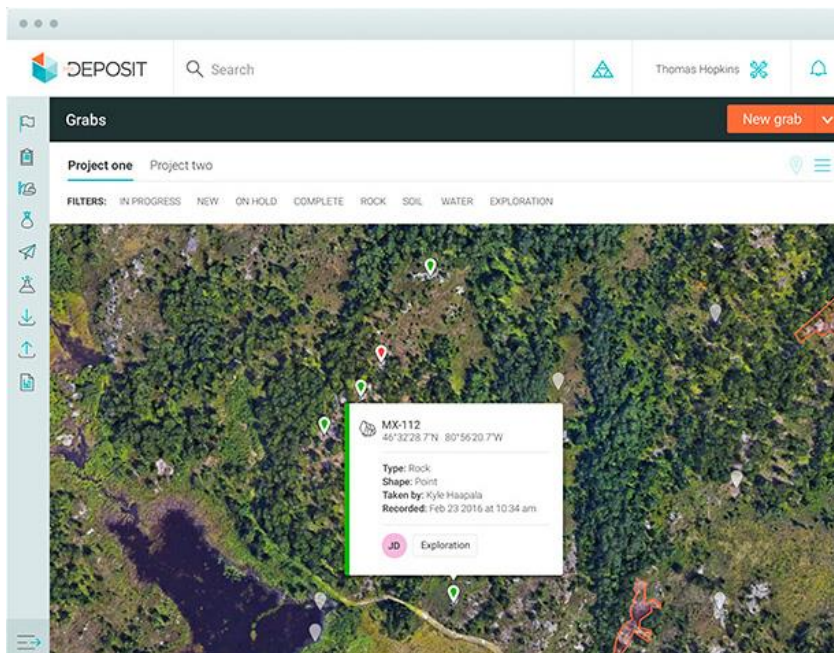 DEPOSIT
Search
Thomas Hopkins
Grabs
New grab
Project one Project two
FILTERS: IN PROGRESS NEW ON HOLD COMPLETE ROCK SOIL WATER EXPLORATION
MX-112
46°32'28.7"N 80°56'20.7"W
Type: Rock
Shape: Point
Taken by: Kyle Haapala
Recorded: Feb 23 2016 at 10:34 am
JD Exploration